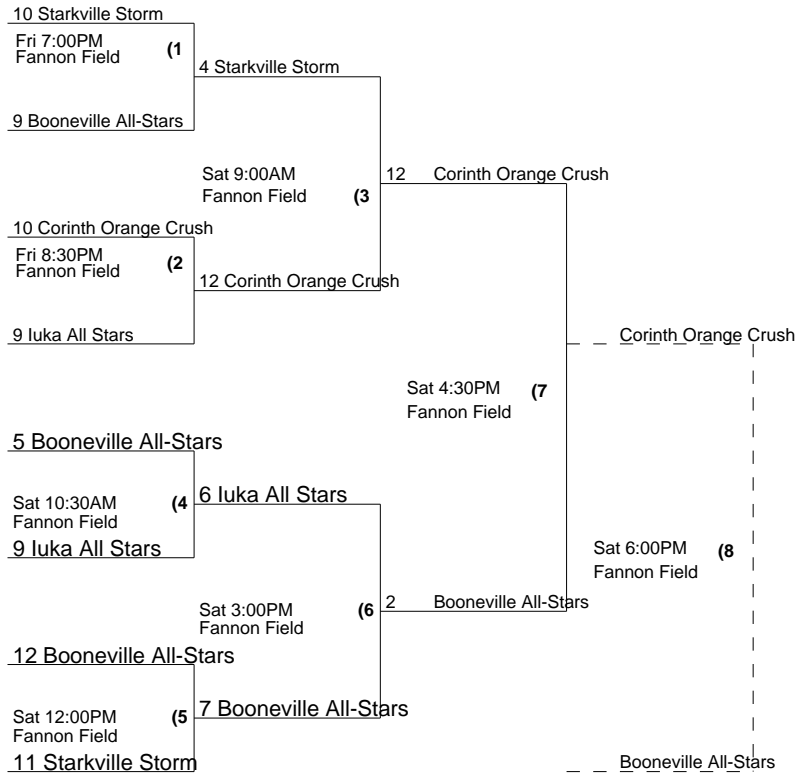 10 Starkville Storm
Fri 7:00PM
Fannon Field
(1
4 Starkville Storm
9 Booneville All-Stars
Sat 9:00AM
Fannon Field
(3
12 Corinth Orange Crush
10 Corinth Orange Crush
Fri 8:30PM
Fannon Field
(2
12 Corinth Orange Crush
9 Iuka All Stars
Corinth Orange Crush
Sat 4:30PM
Fannon Field
(7
5 Booneville All-Stars
Sat 10:30AM
Fannon Field
(4
6 Iuka All Stars
9 Iuka All Stars
Sat 6:00PM
Fannon Field
(8
Sat 3:00PM
Fannon Field
(6
2 Booneville All-Stars
12 Booneville All-Stars
Sat 12:00PM
Fannon Field
(5
7 Booneville All-Stars
11 Starkville Storm
Booneville All-Stars